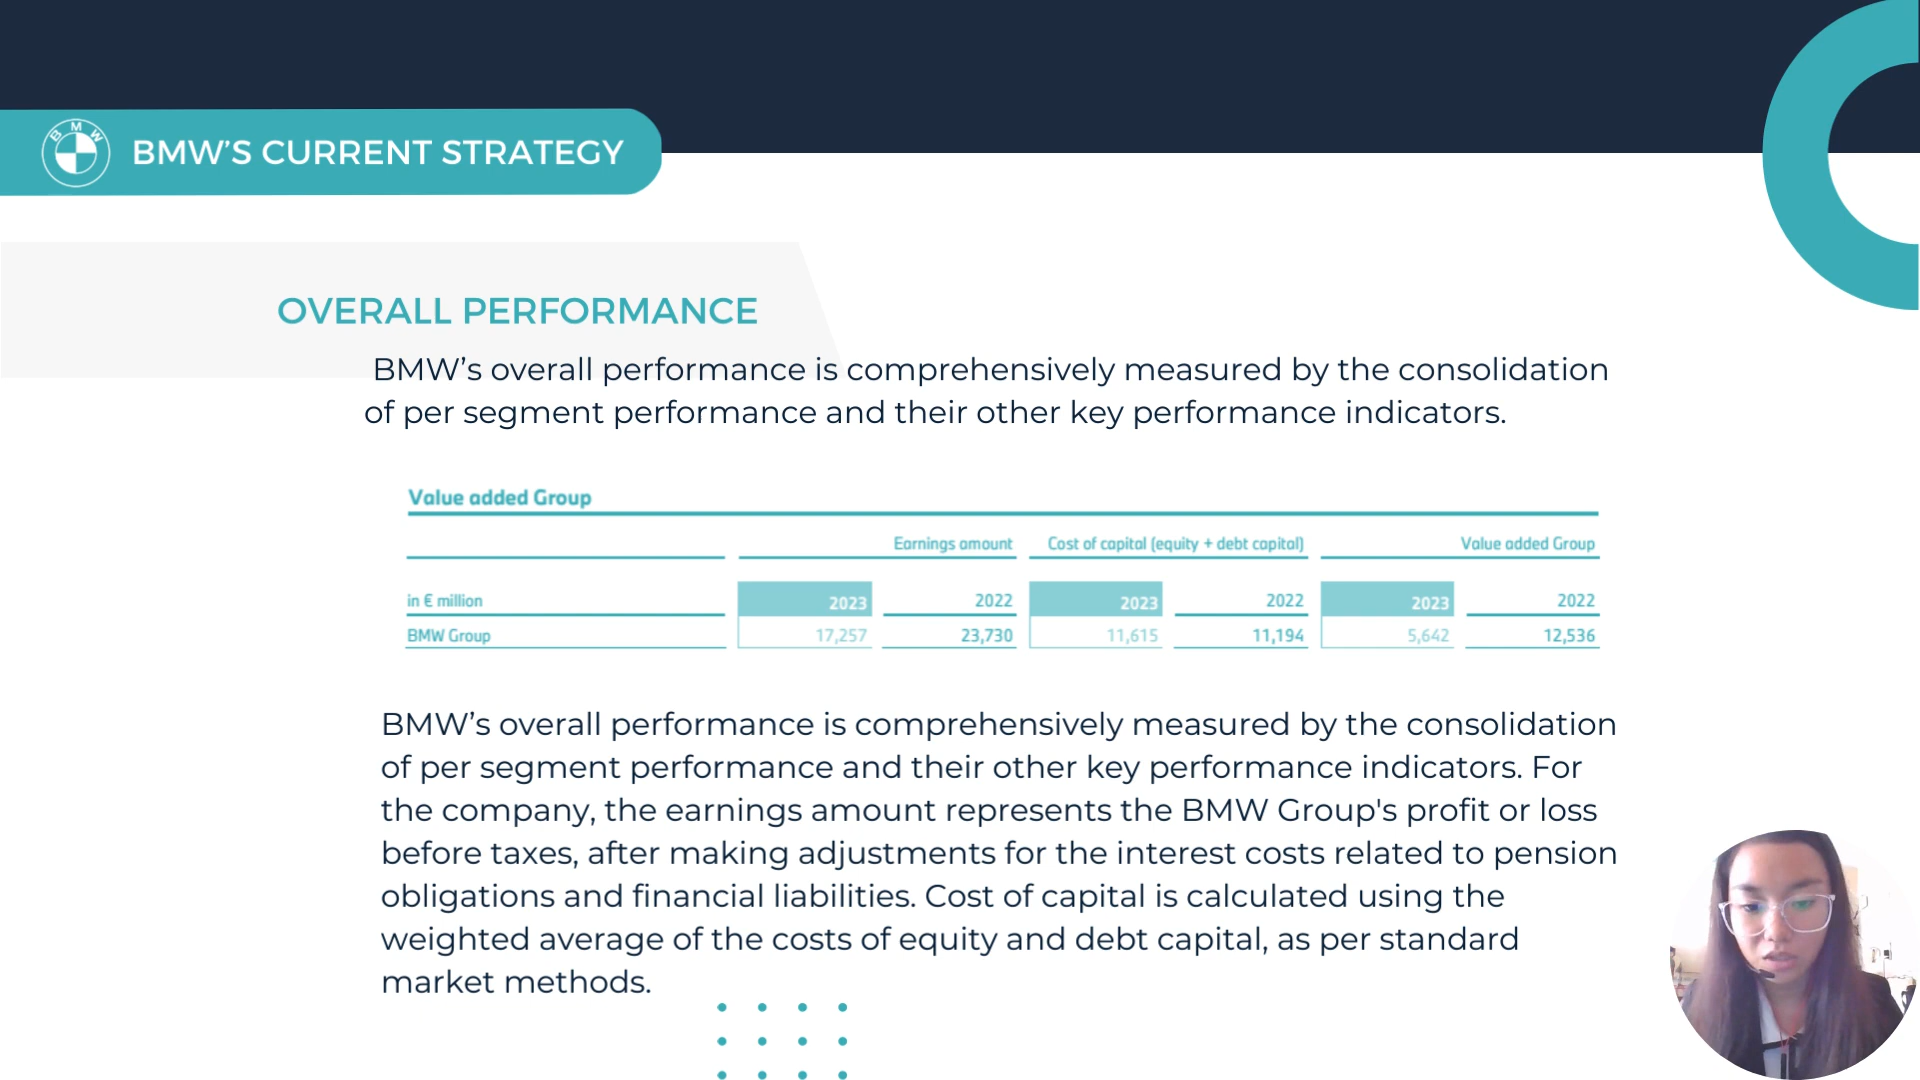 BMW
BMW’S CURRENT STRATEGY
OVERALL PERFORMANCE
BMW’s overall performance is comprehensively measured by the consolidation
of per segment performance and their other key performance indicators.
Value added Group
Earnings amount Cost of capital (equity + debt capital) Value added Group
in € million 2023 2022 2023 2022 2023 2022
BMW Group 17,257 23,730 11,615 11,194 5,642 12,536
BMW’s overall performance is comprehensively measured by the consolidation
of per segment performance and their other key performance indicators. For
the company, the earnings amount represents the BMW Group's profit or loss
before taxes, after making adjustments for the interest costs related to pension
obligations and financial liabilities. Cost of capital is calculated using the
weighted average of the costs of equity and debt capital, as per standard
market methods.